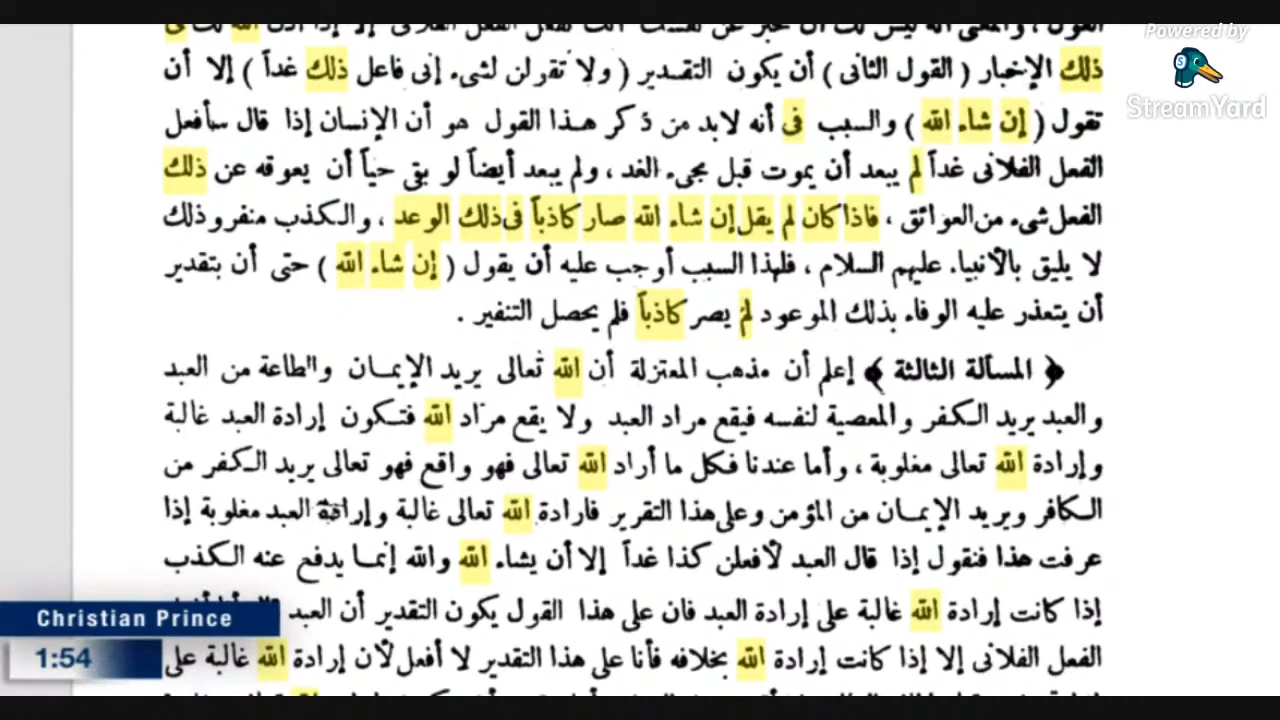 ذلك الإخبار ( القول الثانى ) أن يكون التقدير ( ولا تقولن لشىء إنى فاعل ذلك غداً ) إلا أن
تقول ( إن شاء الله ) والسبب فى أنه لابد من ذكر هذا القول هو أن الإنسان إذا قال سأفعل
الفعل الفلانى غداً لم يبعد أن يموت قبل مجىء الغد ، ولم يبعد أيضاً لو بقى حياً أن يعوقه عن ذلك
الفعل شىء من العوائق ، فاذا كان لم يقل إن شاء الله صار كاذباً فى ذلك الوعد ، والكذب منفر وذلك
لا يليق بالأنبياء عليهم السلام ، فلهذا السبب أوجب عليه أن يقول ( إن شاء الله ) حتى أن بتقدير
أن يتعذر عليه الوفاء بذلك الموعود لم يصر كاذباً فلم يحصل التنفير .
﴿ المسألة الثالثة ﴾ إعلم أن مذهب المعتزلة أن الله تعالى يريد الإيمان والطاعة من العبد
والعبد يريد الكفر والمعصية لنفسه فيقع مراد العبد ولا يقع مراد الله فتكون إرادة العبد غالبة
وإرادة الله تعالى مغلوبة ، وأما عندنا فكل ما أراد الله تعالى فهو واقع فهو تعالى يريد الكفر من
الكافر ويريد الإيمان من المؤمن وعلى هذا التقرير فارادة الله تعالى غالبة وإرادة العبد مغلوبة إذا
عرفت هذا فنقول إذا قال العبد لأفعلن كذا غداً إلا أن يشاء الله والله إنما يدفع عنه الكذب
إذا كانت إرادة الله غالبة على إرادة العبد فان على هذا القول يكون التقدير أن العبد
الفعل الفلانى إلا إذا كانت إرادة الله بخلافه فأنا على هذا التقدير لا أفعل لأن إرادة الله غالبة على
Powered by
StreamYard
Christian Prince
1:54